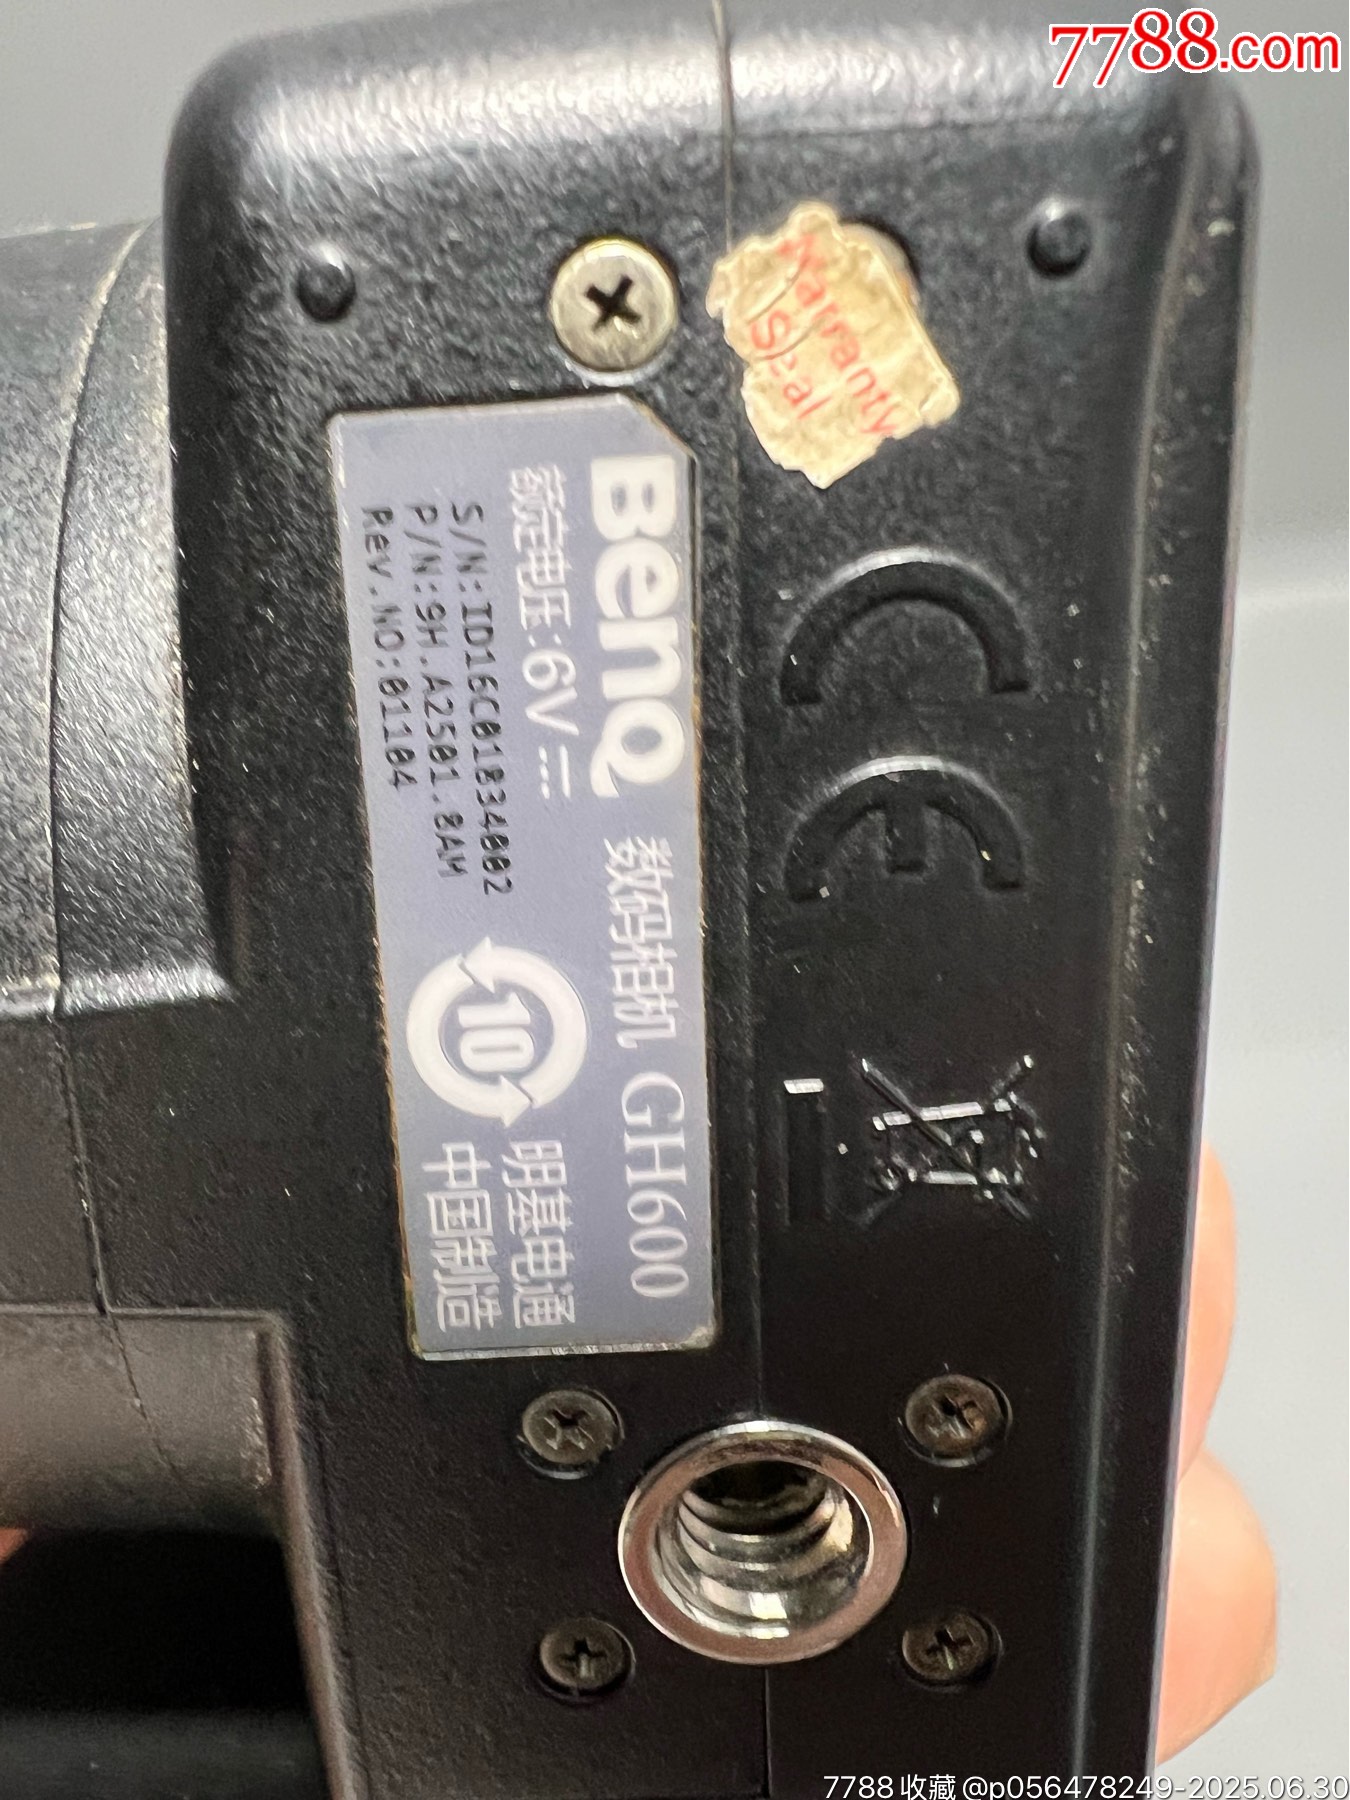 7788.com
Warranty
Seal
BenQ 数码相机 GH600
额定电压:6V
S/N:ID16C01834002
P/N:9H.A2501.8AM
Rev.NO:01104
10
明基电通
中国制造
CE
7788收藏@p056478249-2025.06.30